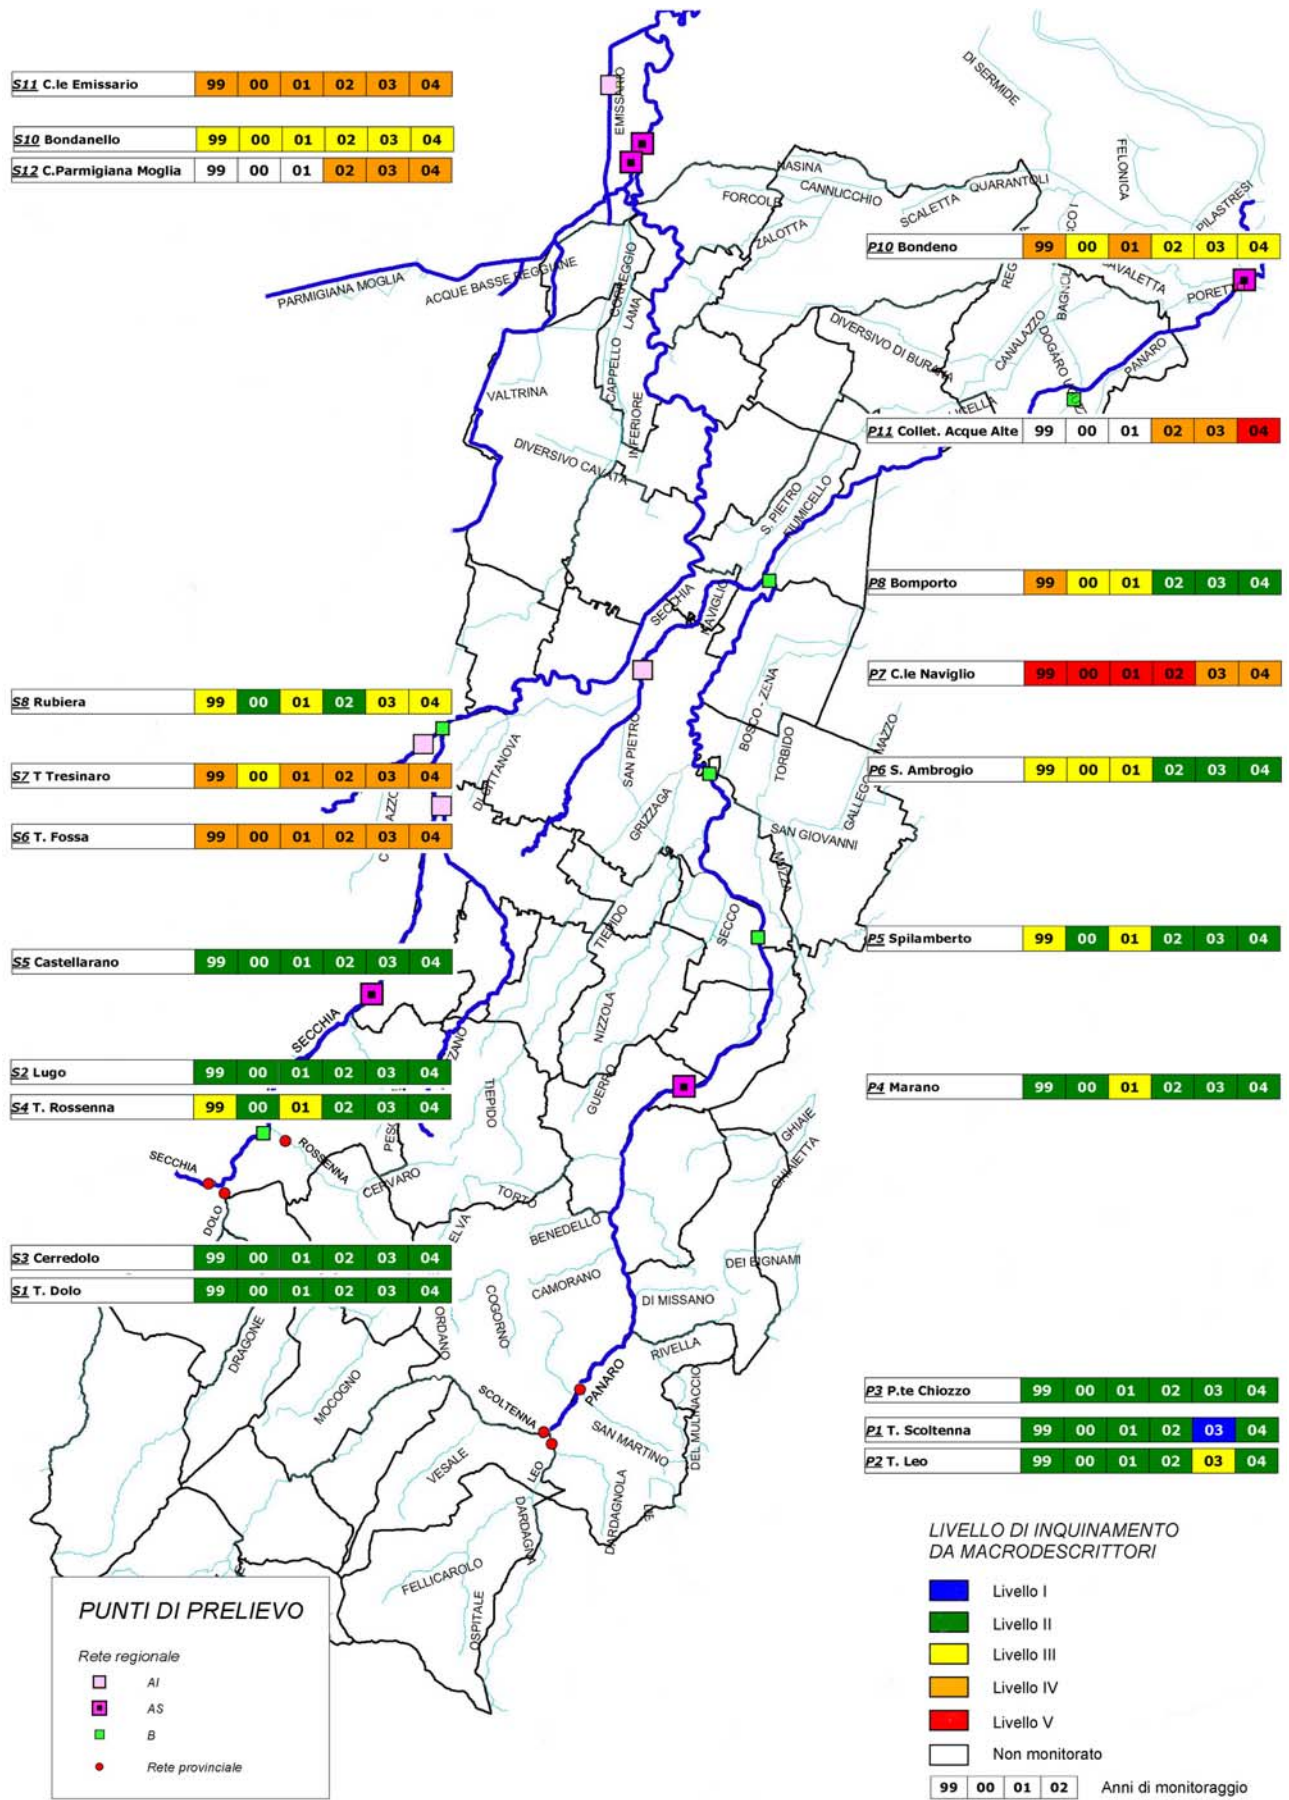 S11 C.le Emissario 99 00 01 02 03 04
S10 Bondanello 99 00 01 02 03 04
S12 C.Parmigiana Moglia 99 00 01 02 03 04
EMISSARIO
DI SERMIDE
FELONICA
PILASTRESI
NASINA
CANNUCCHIO
QUARANTOLI
FORCOLE
SCALETTA
ZALOTTA
P10 Bondeno 99 00 01 02 03 04
PARMIGIANA MOGLIA
ACQUE BASSE REGGIANE
CORREGGIO
LAMA
CAPPELLO
INFERIORE
VALTRINA
DIVERSIVO CAVATA
DIVERSIVO DI BURANA
CANALAZZO
DOGARO
PANARO
P11 Collet. Acque Alte 99 00 01 02 03 04
S. PIETRO
FIUMICELLO
P8 Bomporto 99 00 01 02 03 04
SECCHIA
NAVIGLIO
P7 C.le Naviglio 99 00 01 02 03 04
S8 Rubiera 99 00 01 02 03 04
BOSCO - ZENA
TORBIDO
MAZZO
SAN PIETRO
P6 S. Ambrogio 99 00 01 02 03 04
S7 T Tresinaro 99 00 01 02 03 04
GRIZZAGA
SAN GIOVANNI
S6 T. Fossa 99 00 01 02 03 04
MUZZA
TIEPIDO
SECCO
P5 Spilamberto 99 00 01 02 03 04
S5 Castellarano 99 00 01 02 03 04
SECCHIA
NIZZOLA
GUERRO
TIEPIDO
S2 Lugo 99 00 01 02 03 04
S4 T. Rossenna 99 00 01 02 03 04
P4 Marano 99 00 01 02 03 04
GHIAIE
GHIAIETTA
SECCHIA
ROSSENNA
CERVARO
DOLO
TORTO
BENEDELLO
S3 Cerredolo 99 00 01 02 03 04
S1 T. Dolo 99 00 01 02 03 04
DEI BIGNAMI
CAMORANO
COGORNO
DI MISSANO
RIVELLA
DRAGONE
MOCOGNO
SCOLTENNA
PANARO
DEL MULINACCIO
SAN MARTINO
VESALE
LEO
DARDAGNA
DARDAGNOLA
FELLICAROLO
OSPITALE
P3 P.te Chiozzo 99 00 01 02 03 04
P1 T. Scoltenna 99 00 01 02 03 04
P2 T. Leo 99 00 01 02 03 04
PUNTI DI PRELIEVO
Rete regionale
AI
AS
B
Rete provinciale
LIVELLO DI INQUINAMENTO
DA MACRODESCRITTORI
Livello I
Livello II
Livello III
Livello IV
Livello V
Non monitorato
99 00 01 02 Anni di monitoraggio